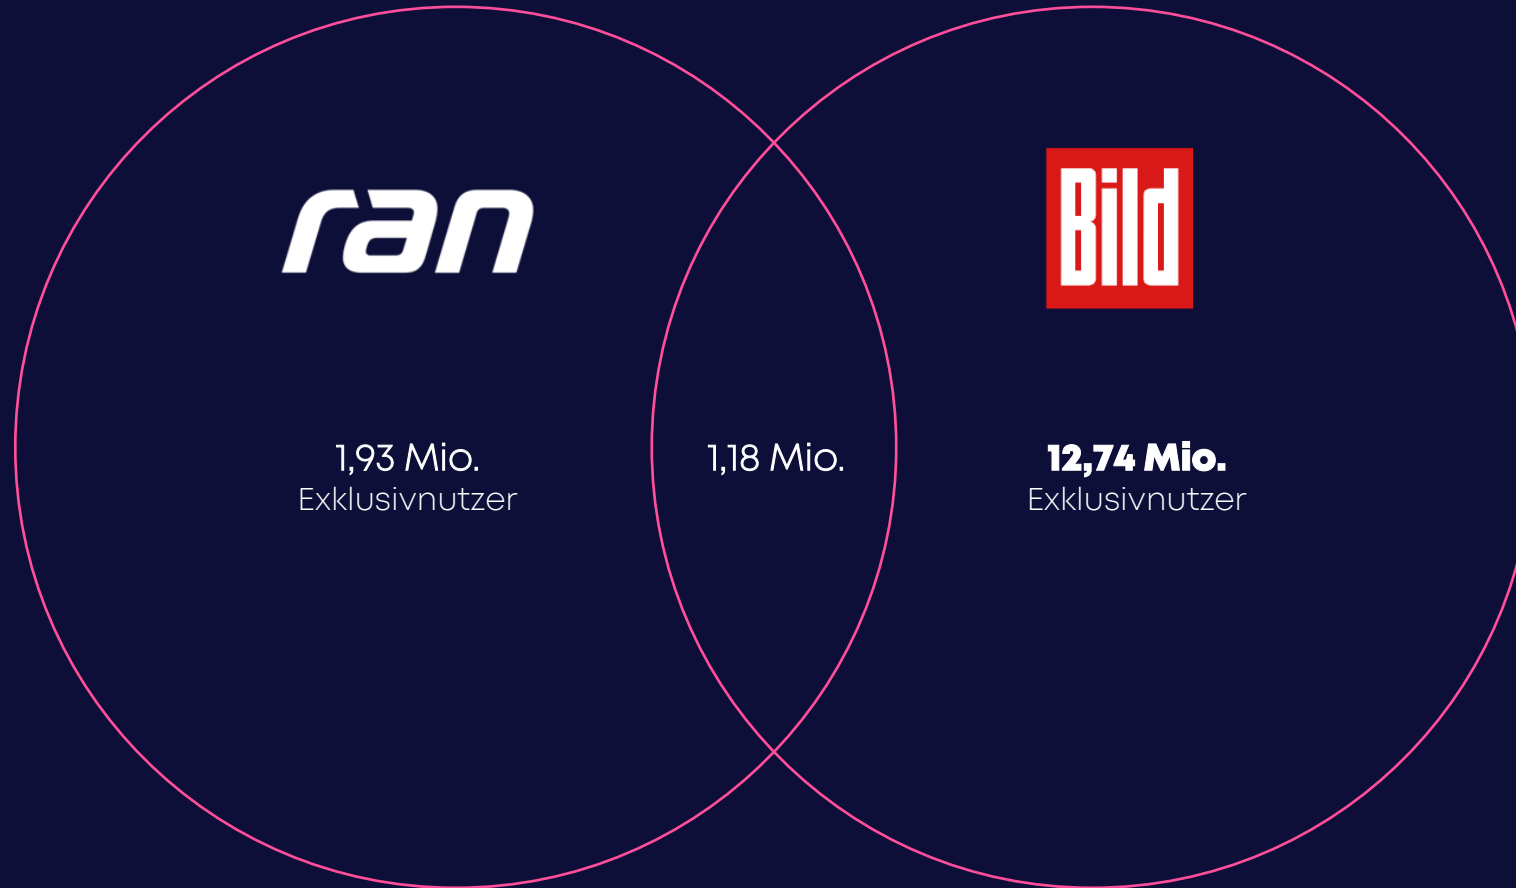 ran
Bild
1,93 Mio.
Exklusivnutzer
1,18 Mio.
12,74 Mio.
Exklusivnutzer